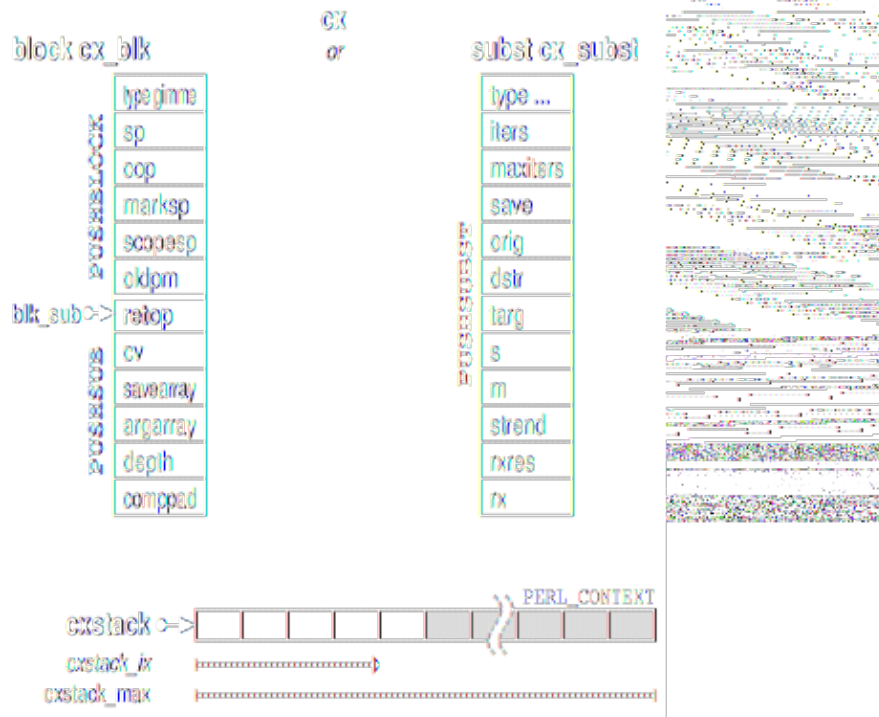 cx
block cx_blk
or
subst cx_subst
type gimme
sp
oop
marksp
scopesp
oldpm
retop
cv
savearray
argarray
depth
comppad
PUSHBLOCK
blk_sub
PUSHSUB
type ...
iters
maxiters
save
orig
dstr
targ
s
m
strend
rxres
rx
PUSHSUBST
PERL_CONTEXT
cxstack
cxstack_ix
cxstack_max